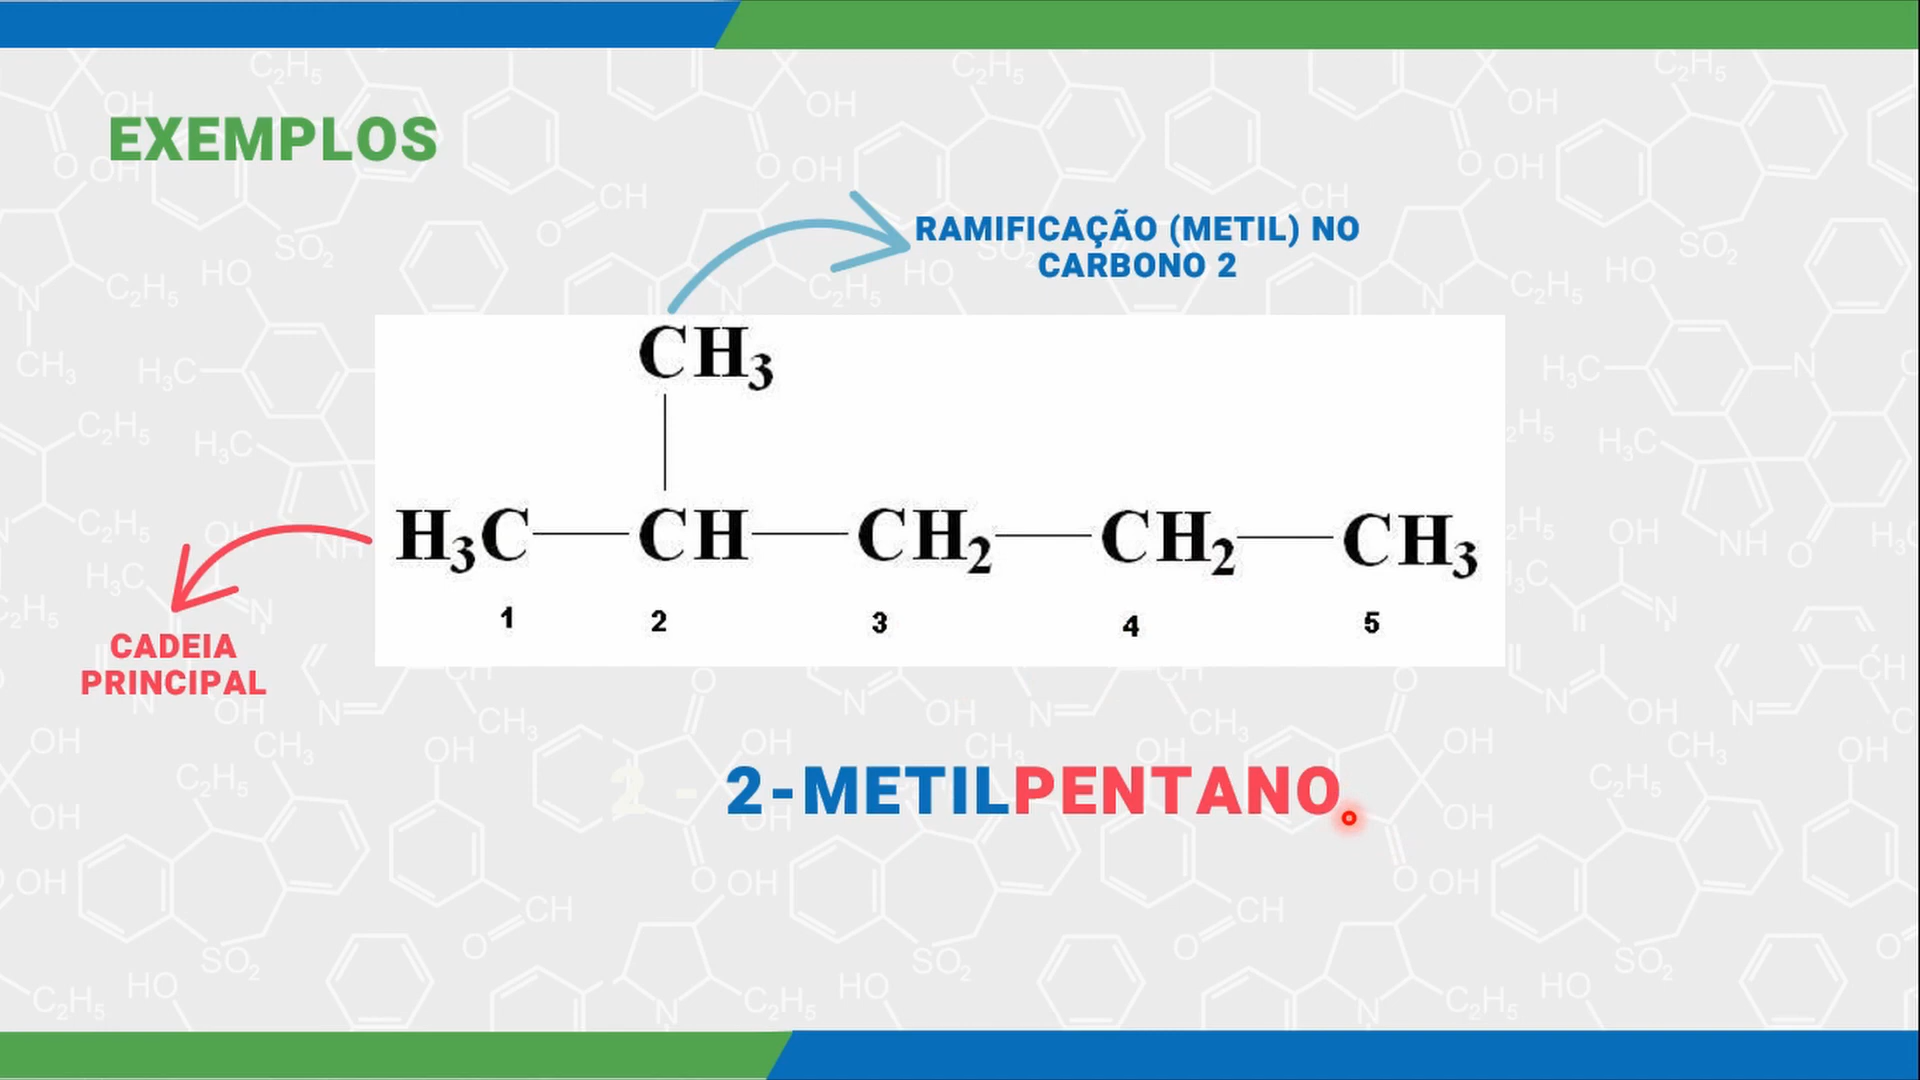 EXEMPLOS
RAMIFICAÇÃO (METIL) NO
CARBONO 2
CH₃
H₃C—CH—CH₂—CH₂—CH₃
1 2 3 4 5
CADEIA
PRINCIPAL
2-METILPENTANO.